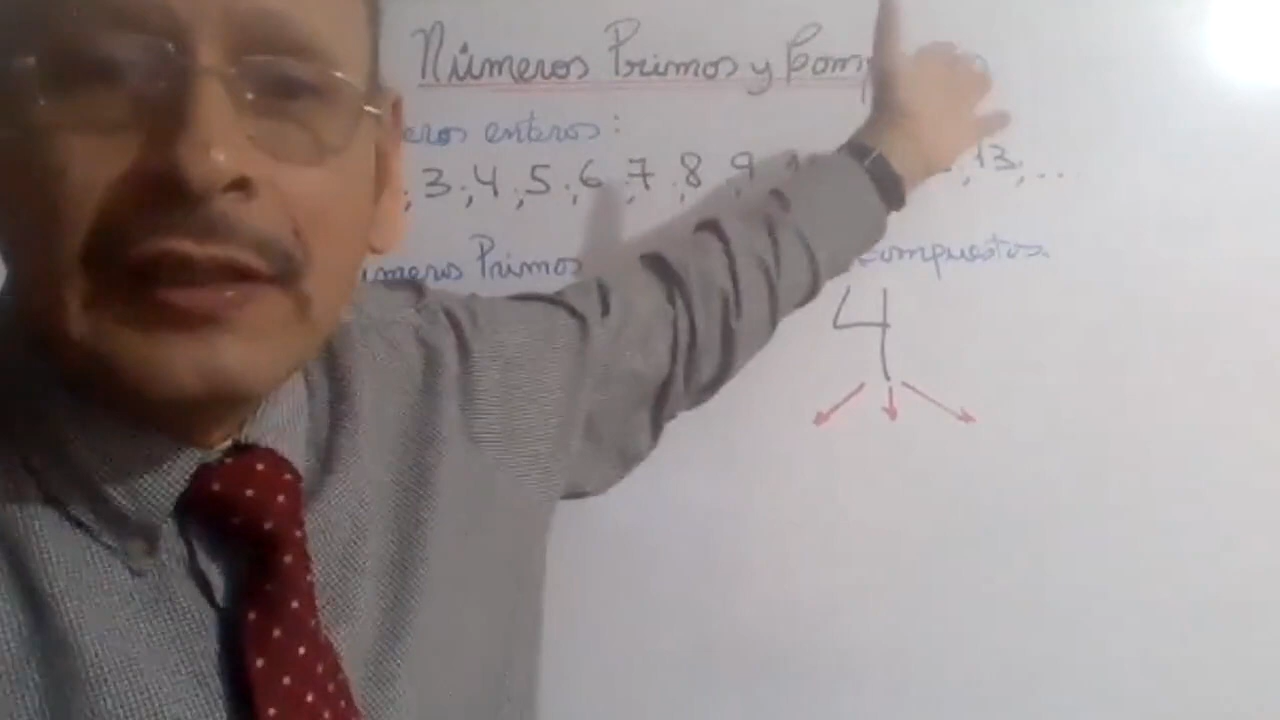 Números Primos y Comp
eros enteros:
; 3 ; 4 ; 5 ; 6 ; 7 ; 8 ; 9 ; 13 ; ...
meros Primos compuestos.
4